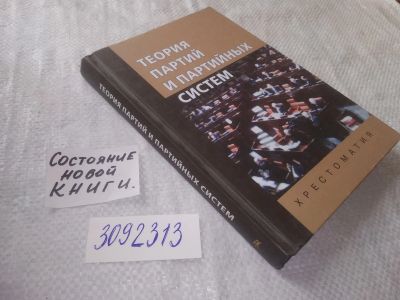 ТЕОРИЯ
ПАРТИЙ
И ПАРТИЙНЫХ
СИСТЕМ
ХРЕСТОМАТИЯ
ТЕОРИЯ ПАРТИЙ И ПАРТИЙНЫХ СИСТЕМ
Состояние
новой
книги.
3092313